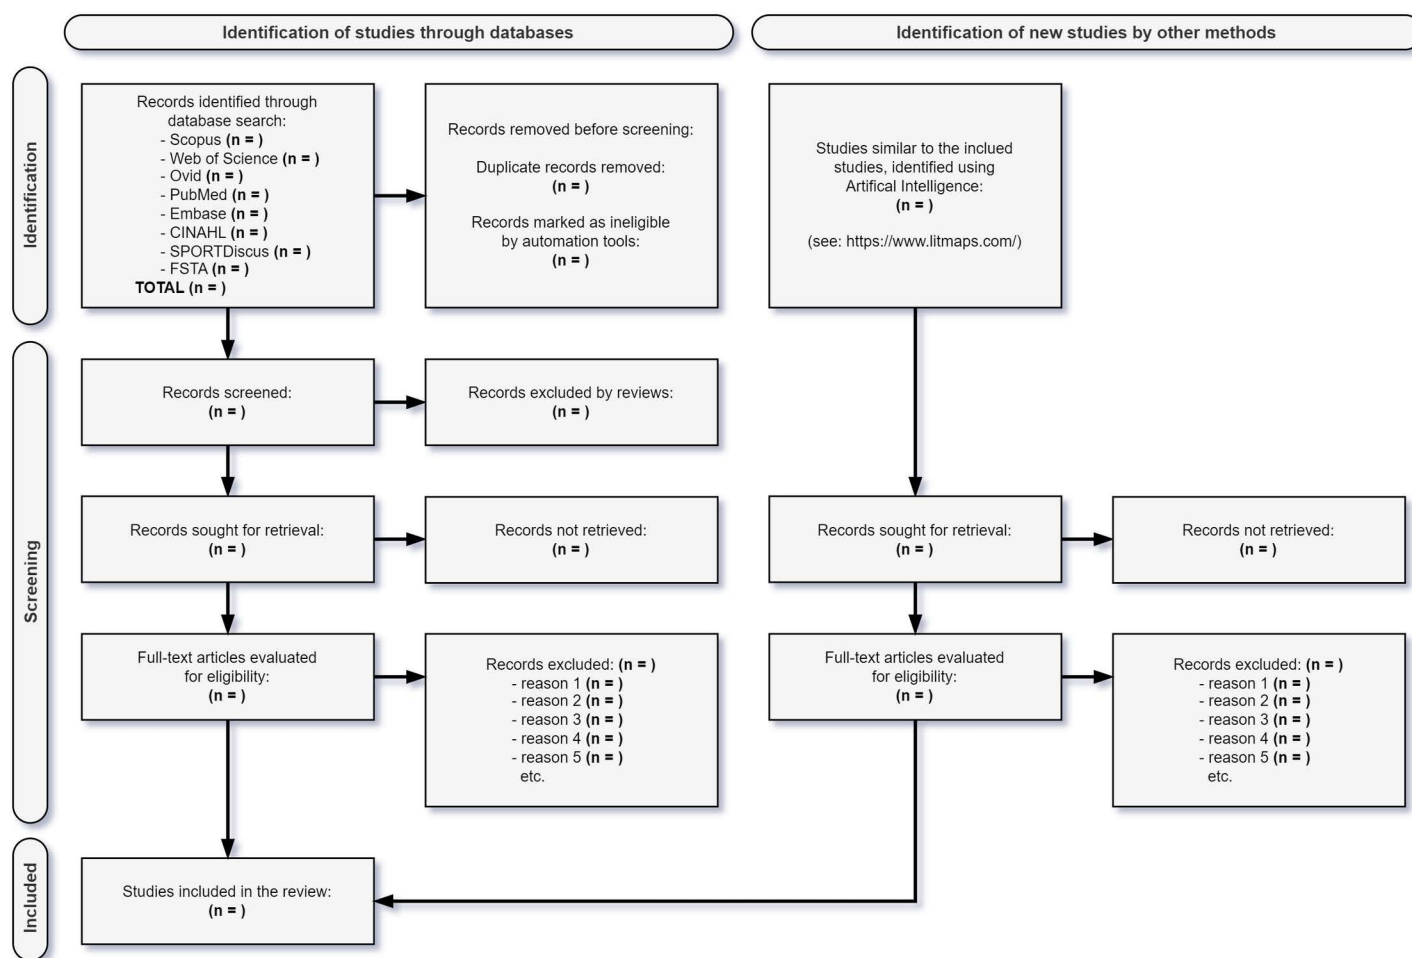 Identification of studies through databases
Identification of new studies by other methods
Identification
Records identified through
database search:
- Scopus (n = )
- Web of Science (n = )
- Ovid (n = )
- PubMed (n = )
- Embase (n = )
- CINAHL (n = )
- SPORTDiscus (n = )
- FSTA (n = )
TOTAL (n = )
Records removed before screening:
Duplicate records removed:
(n = )
Records marked as ineligible
by automation tools:
(n = )
Studies similar to the inclued
studies, identified using
Artifical Intelligence:
(n = )
(see: https://www.litmaps.com/)
Screening
Records screened:
(n = )
Records excluded by reviews:
(n = )
Records sought for retrieval:
(n = )
Records not retrieved:
(n = )
Records sought for retrieval:
(n = )
Records not retrieved:
(n = )
Full-text articles evaluated
for eligibility:
(n = )
Records excluded: (n = )
- reason 1 (n = )
- reason 2 (n = )
- reason 3 (n = )
- reason 4 (n = )
- reason 5 (n = )
etc.
Full-text articles evaluated
for eligibility:
(n = )
Records excluded: (n = )
- reason 1 (n = )
- reason 2 (n = )
- reason 3 (n = )
- reason 4 (n = )
- reason 5 (n = )
etc.
Included
Studies included in the review:
(n = )